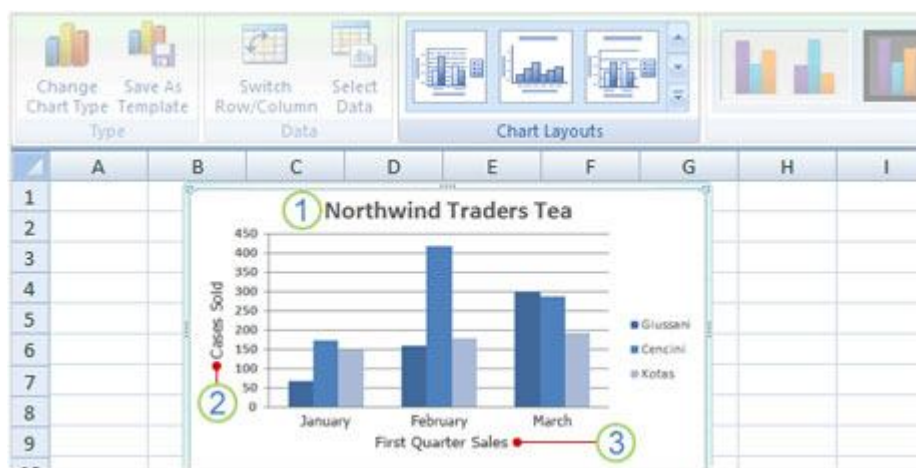 Change Chart Type
Save As Template
Switch Row/Column
Select Data
Type
Data
Chart Layouts
A B C D E F G H I
1
2
3
4
5
6
7
8
9
1 Northwind Traders Tea
450
400
350
300
250
200
150
100
50
0
Cases Sold
2
Giussani
Cencini
Kotas
January February March
First Quarter Sales 3